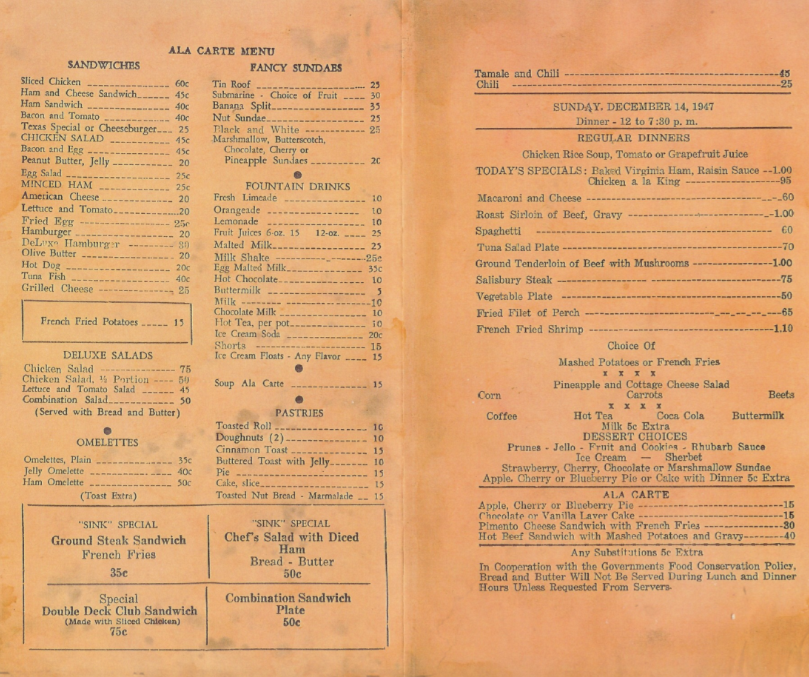 ALA CARTE MENU
SANDWICHES
Sliced Chicken 60c
Ham and Cheese Sandwich 45c
Ham Sandwich 40c
Bacon and Tomato 40c
Texas Special or Cheeseburger 25
CHICKEN SALAD 45c
Bacon and Egg 45c
Peanut Butter, Jelly 20
Egg Salad 25c
MINCED HAM 25c
American Cheese 20
Lettuce and Tomato 20
Fried Egg 25c
Hamburger 20
DeLuxe Hamburger 30
Olive Butter 20
Hot Dog 20c
Tuna Fish 40c
Grilled Cheese 25
French Fried Potatoes 15
DELUXE SALADS
Chicken Salad 75
Chicken Salad, ½ Portion 50
Lettuce and Tomato Salad 45
Combination Salad 50
(Served with Bread and Butter)
OMELETTES
Omelettes, Plain 35c
Jelly Omelette 40c
Ham Omelette 50c
(Toast Extra)
FANCY SUNDAES
Tin Roof 25
Submarine - Choice of Fruit 30
Banana Split 35
Nut Sundae 25
Black and White 25
Marshmallow, Butterscotch,
Chocolate, Cherry or
Pineapple Sundaes 20
FOUNTAIN DRINKS
Fresh Limeade 10
Orangeade 10
Lemonade 10
Fruit Juices 6-oz. 15 12-oz. 25
Malted Milk 25
Milk Shake 25c
Egg Malted Milk 35c
Hot Chocolate 10
Buttermilk 5
Milk 10
Chocolate Milk 10
Hot Tea, per pot 10
Ice Cream Soda 20c
Shorts 15
Ice Cream Floats - Any Flavor 15
Soup Ala Carte 15
PASTRIES
Toasted Roll 10
Doughnuts (2) 10
Cinnamon Toast 15
Buttered Toast with Jelly 10
Pie 15
Cake, slice 15
Toasted Nut Bread - Marmalade 15
"SINK" SPECIAL
Ground Steak Sandwich
French Fries
35c
"SINK" SPECIAL
Chef's Salad with Diced
Ham
Bread - Butter
50c
Special
Double Deck Club Sandwich
(Made with Sliced Chicken)
75c
Combination Sandwich
Plate
50c
Tamale and Chili 45
Chili 25
SUNDAY, DECEMBER 14, 1947
Dinner - 12 to 7:30 p. m.
REGULAR DINNERS
Chicken Rice Soup, Tomato or Grapefruit Juice
TODAY'S SPECIALS: Baked Virginia Ham, Raisin Sauce 1.00
Chicken a la King 95
Macaroni and Cheese .60
Roast Sirloin of Beef, Gravy 1.00
Spaghetti 60
Tuna Salad Plate 70
Ground Tenderloin of Beef with Mushrooms 1.00
Salisbury Steak 75
Vegetable Plate 50
Fried Filet of Perch 65
French Fried Shrimp 1.10
Choice Of
Mashed Potatoes or French Fries
x x x x
Pineapple and Cottage Cheese Salad
Corn Carrots Beets
x x x x
Coffee Hot Tea Coca Cola Buttermilk
Milk 5c Extra
DESSERT CHOICES
Prunes - Jello - Fruit and Cookies - Rhubarb Sauce
Ice Cream — Sherbet
Strawberry, Cherry, Chocolate or Marshmallow Sundae
Apple, Cherry or Blueberry Pie or Cake with Dinner 5c Extra
ALA CARTE
Apple, Cherry or Blueberry Pie 15
Chocolate or Vanilla Layer Cake 15
Pimento Cheese Sandwich with French Fries 30
Hot Beef Sandwich with Mashed Potatoes and Gravy 40
Any Substitutions 5c Extra
In Cooperation with the Governments Food Conservation Policy,
Bread and Butter Will Not Be Served During Lunch and Dinner
Hours Unless Requested From Servers.